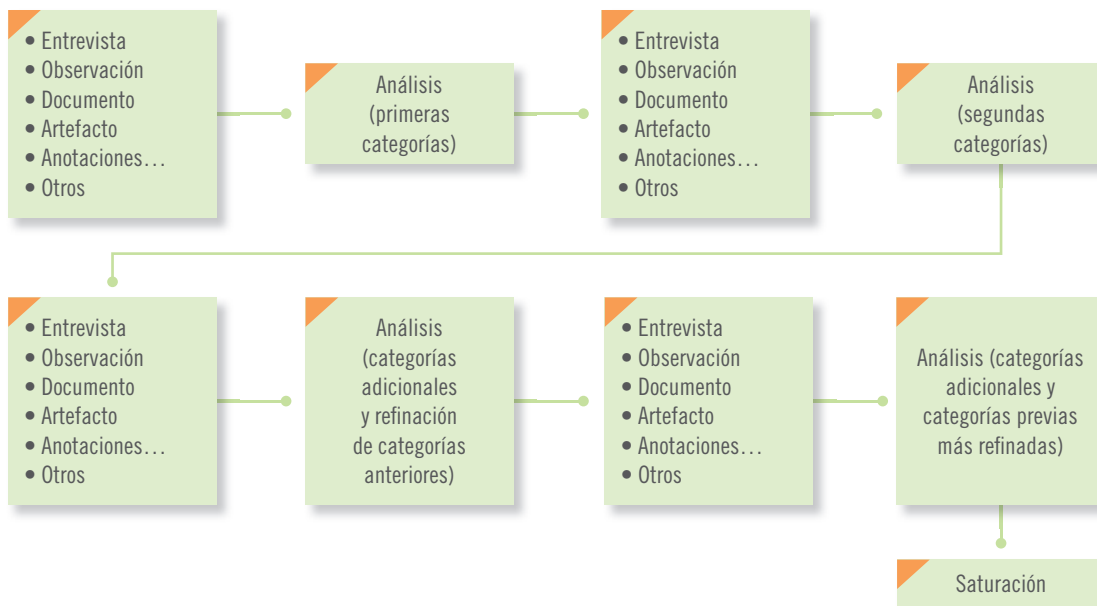 • Entrevista
• Observación
• Documento
• Artefacto
• Anotaciones…
• Otros
Análisis
(primeras
categorías)
• Entrevista
• Observación
• Documento
• Artefacto
• Anotaciones…
• Otros
Análisis
(segundas
categorías)
• Entrevista
• Observación
• Documento
• Artefacto
• Anotaciones…
• Otros
Análisis
(categorías
adicionales
y refinación
de categorías
anteriores)
• Entrevista
• Observación
• Documento
• Artefacto
• Anotaciones…
• Otros
Análisis (categorías
adicionales y
categorías previas
más refinadas)
Saturación